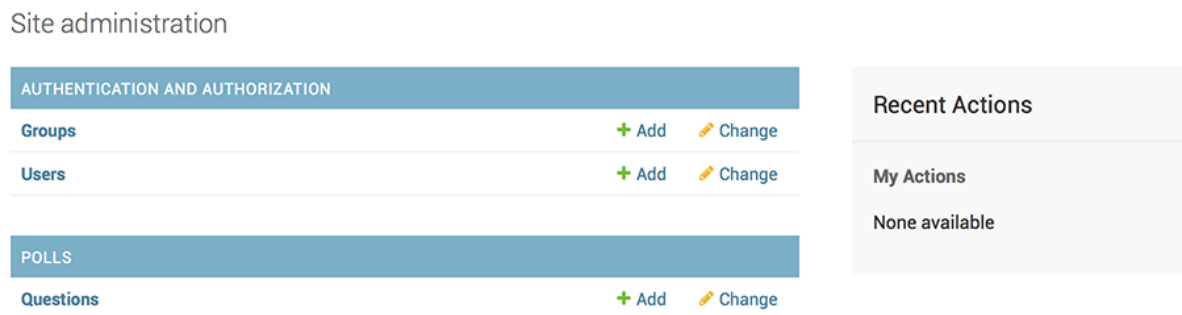 Site administration
AUTHENTICATION AND AUTHORIZATION
Groups Add Change
Users Add Change
POLLS
Questions Add Change
Recent Actions
My Actions
None available